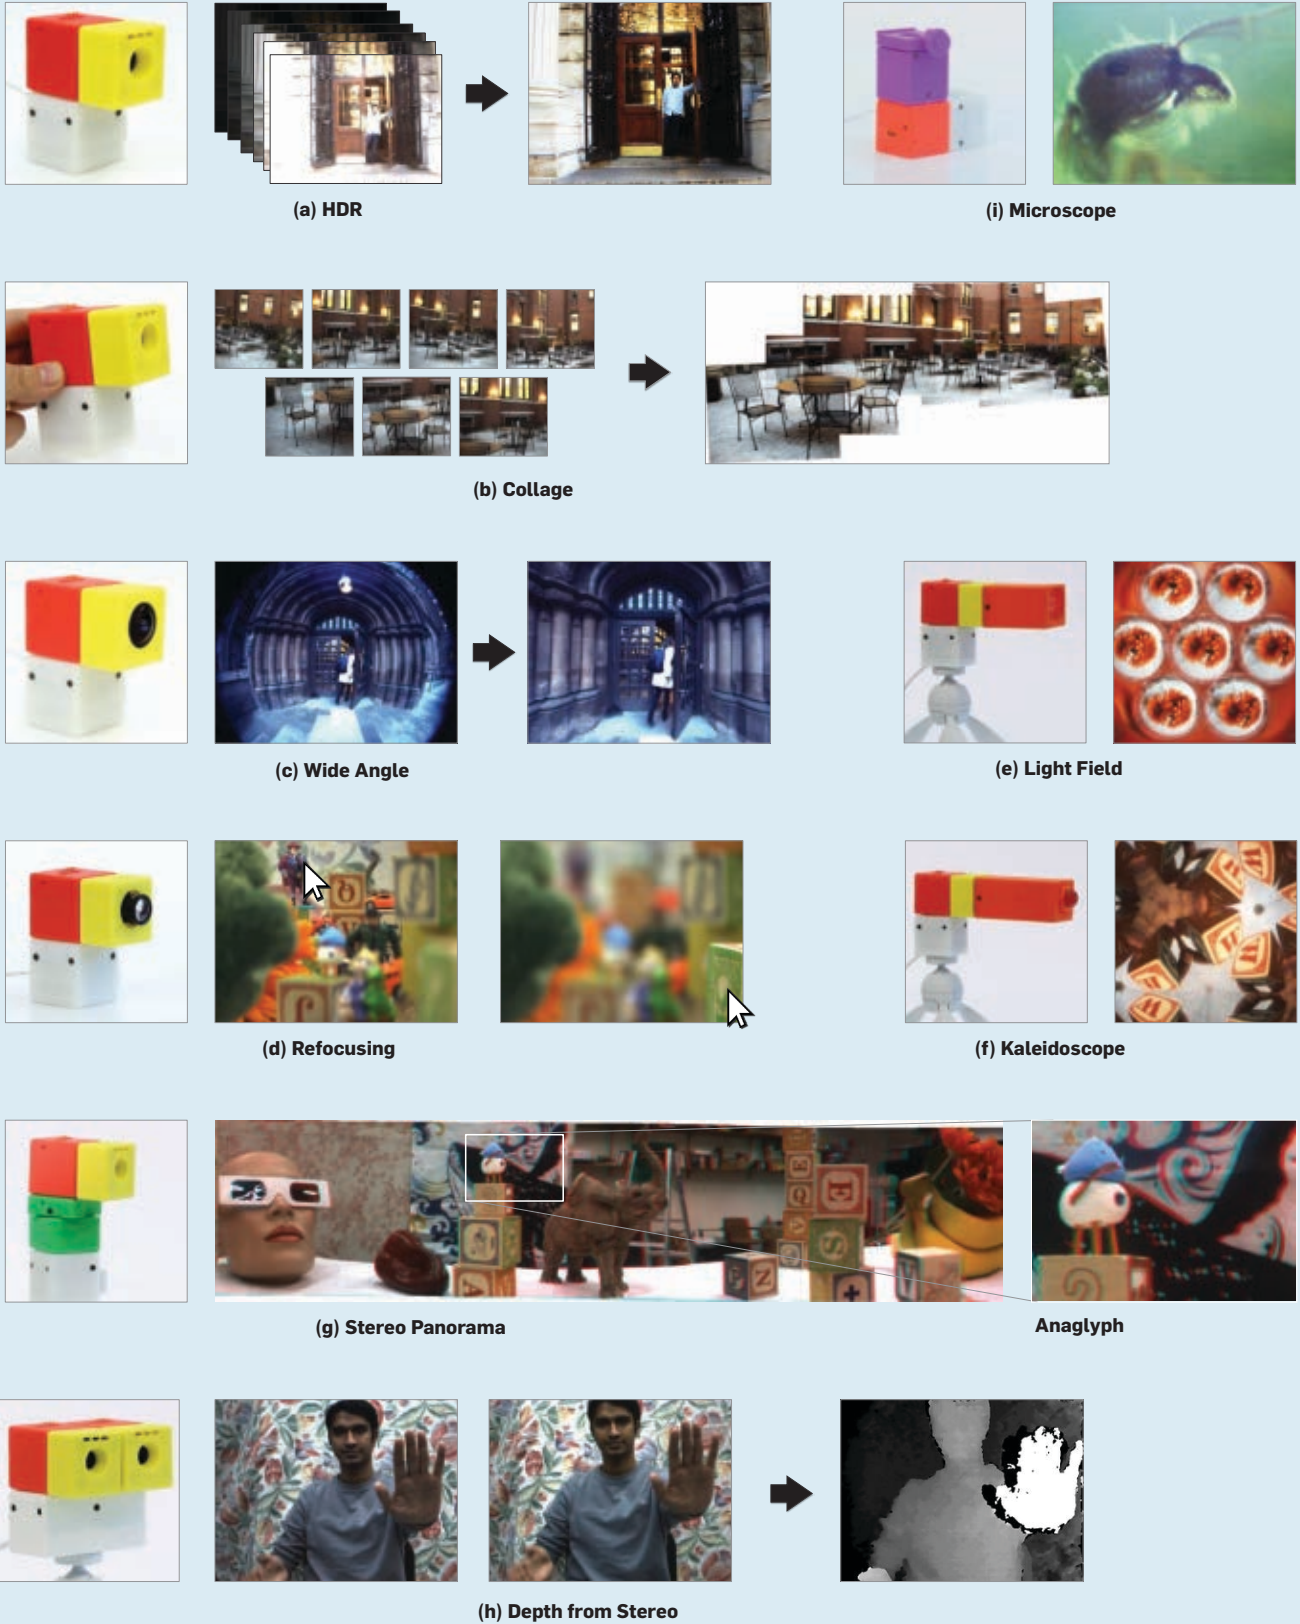 (a) HDR
(i) Microscope
(b) Collage
(c) Wide Angle
(e) Light Field
(d) Refocusing
(f) Kaleidoscope
(g) Stereo Panorama
Anaglyph
(h) Depth from Stereo